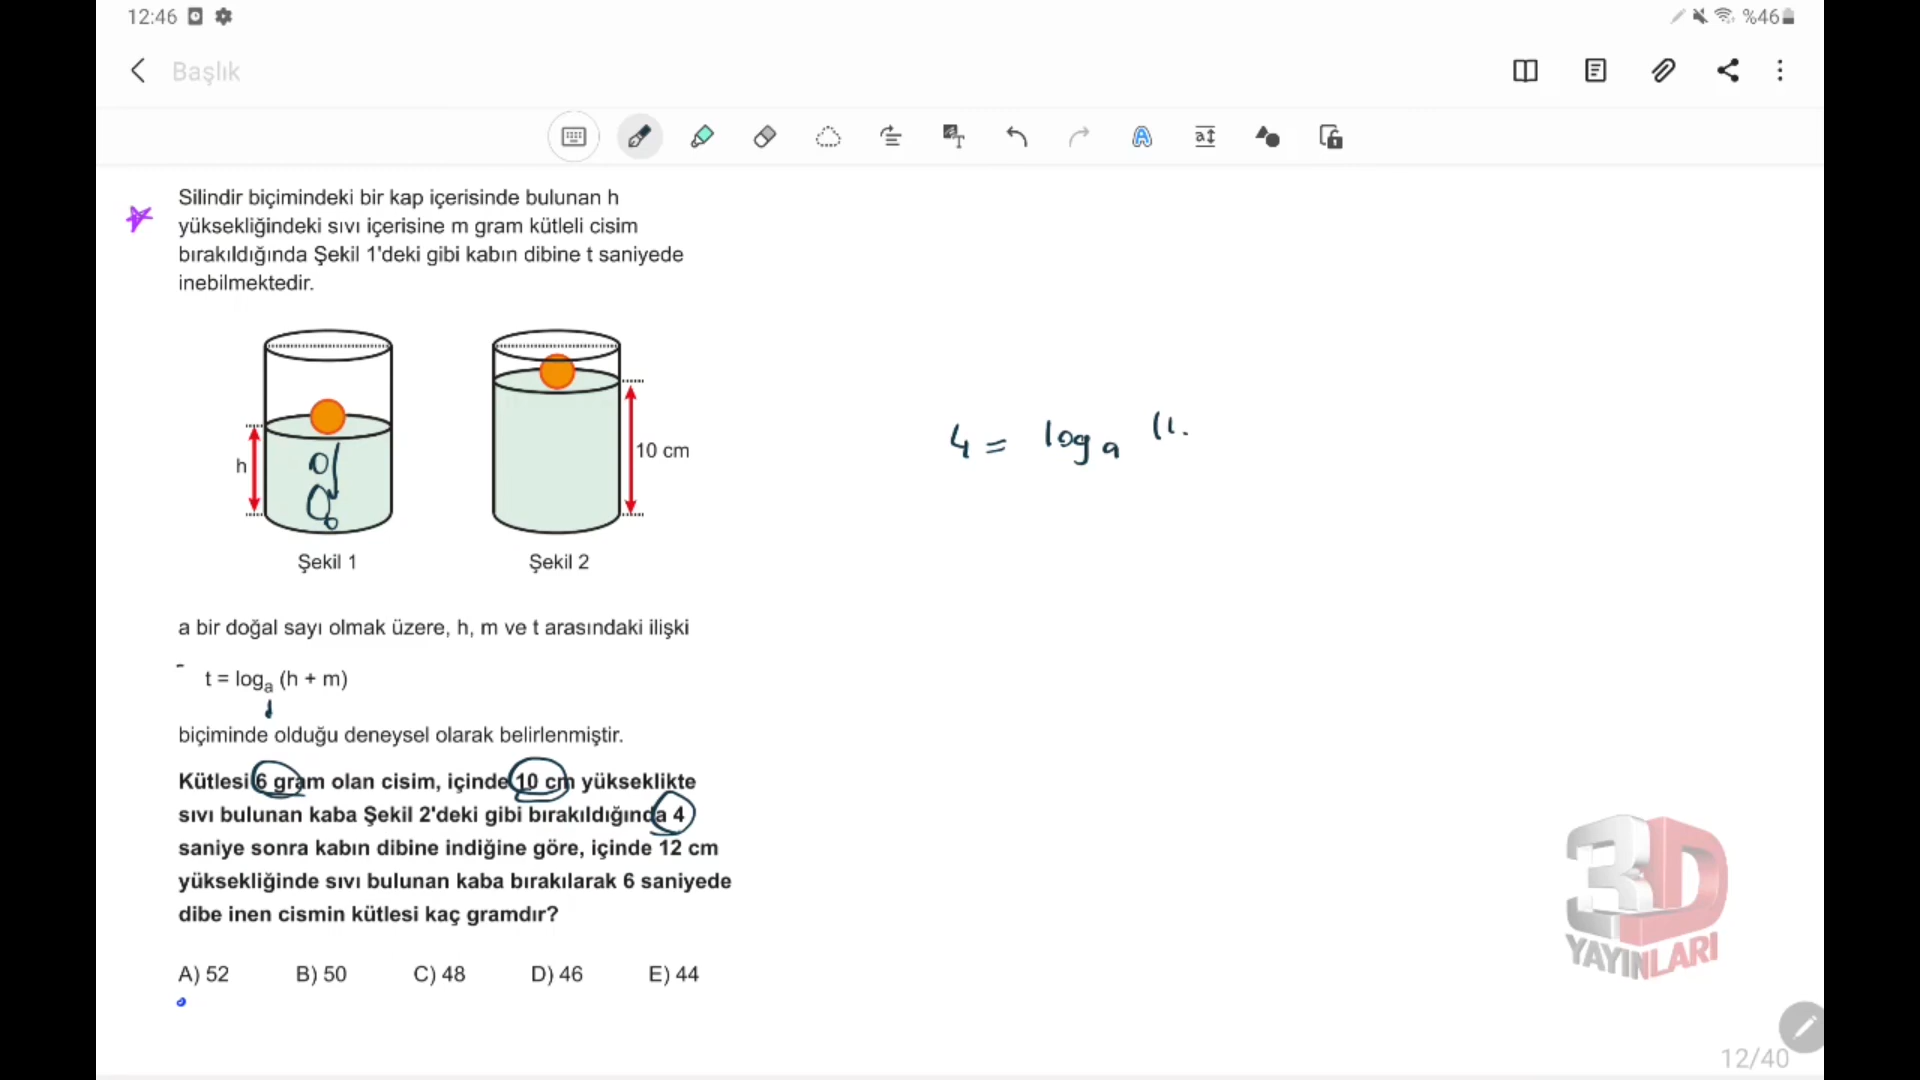 12:46
%46
Başlık
Silindir biçimindeki bir kap içerisinde bulunan h
yüksekliğindeki sıvı içerisine m gram kütleli cisim
bırakıldığında Şekil 1'deki gibi kabın dibine t saniyede
inebilmektedir.
h
10 cm
Şekil 1
Şekil 2
4 = log a (1.
a bir doğal sayı olmak üzere, h, m ve t arasındaki ilişki
t = logₐ (h + m)
biçiminde olduğu deneysel olarak belirlenmiştir.
Kütlesi 6 gram olan cisim, içinde 10 cm yükseklikte
sıvı bulunan kaba Şekil 2'deki gibi bırakıldığında 4
saniye sonra kabın dibine indiğine göre, içinde 12 cm
yüksekliğinde sıvı bulunan kaba bırakılarak 6 saniyede
dibe inen cismin kütlesi kaç gramdır?
A) 52 B) 50 C) 48 D) 46 E) 44
3D
YAYINLARI
12/40